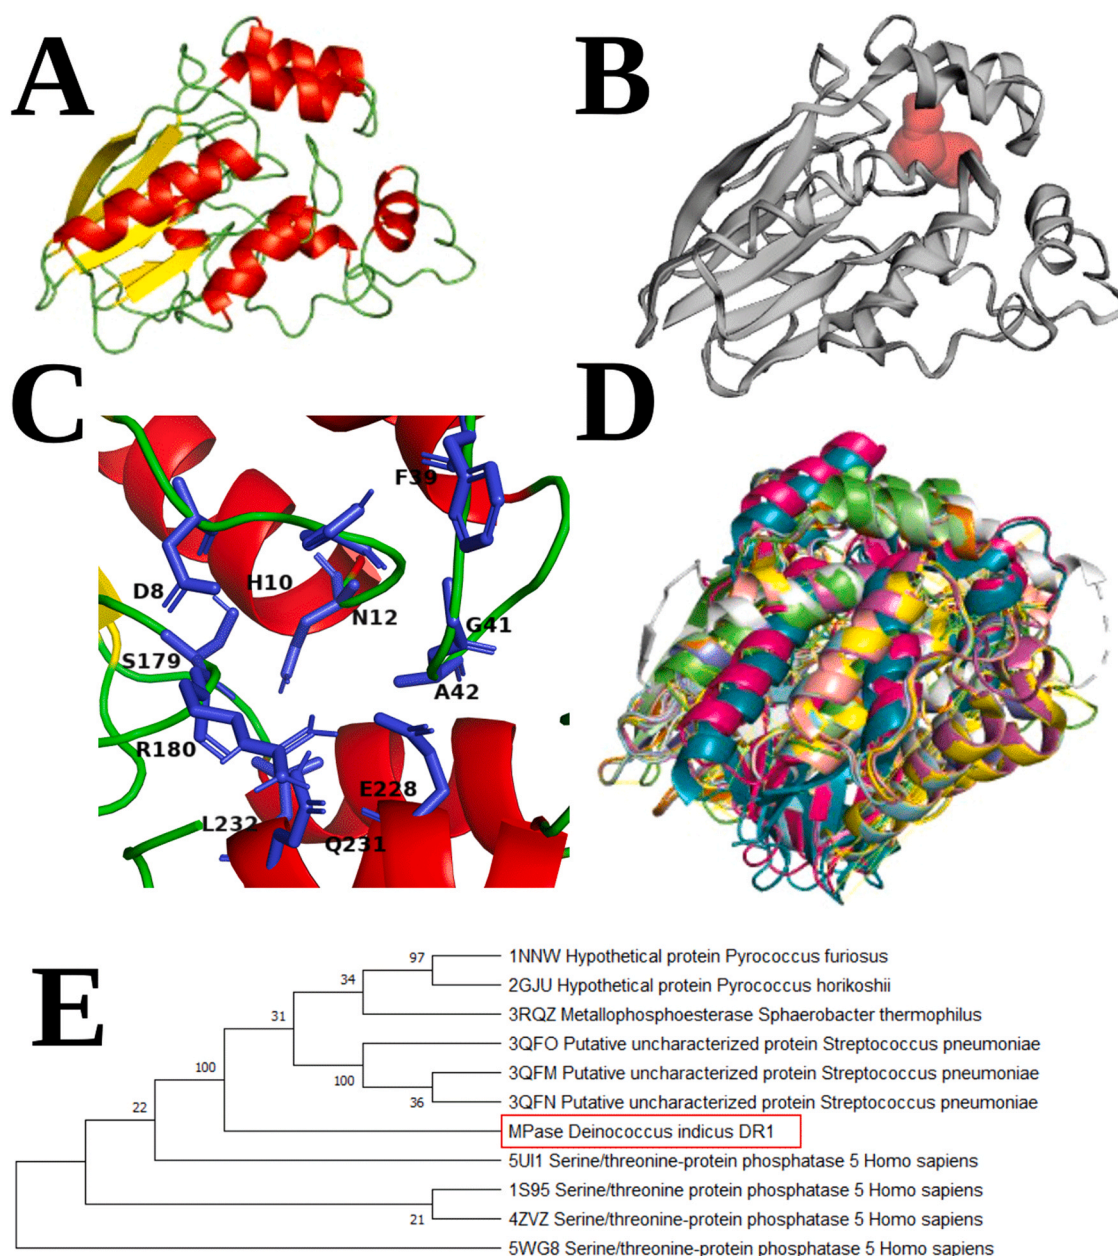 A
B
C
D
F39
D8
H10
N12
G41
S179
A42
R180
E228
L232
Q231
E
97
1NNW Hypothetical protein Pyrococcus furiosus
34
2GJU Hypothetical protein Pyrococcus horikoshii
31
3RQZ Metallophosphoesterase Sphaerobacter thermophilus
3QFO Putative uncharacterized protein Streptococcus pneumoniae
100
100
3QFM Putative uncharacterized protein Streptococcus pneumoniae
36
3QFN Putative uncharacterized protein Streptococcus pneumoniae
22
MPase Deinococcus indicus DR1
5UI1 Serine/threonine-protein phosphatase 5 Homo sapiens
1S95 Serine/threonine protein phosphatase 5 Homo sapiens
21
4ZVZ Serine/threonine-protein phosphatase 5 Homo sapiens
5WG8 Serine/threonine-protein phosphatase 5 Homo sapiens